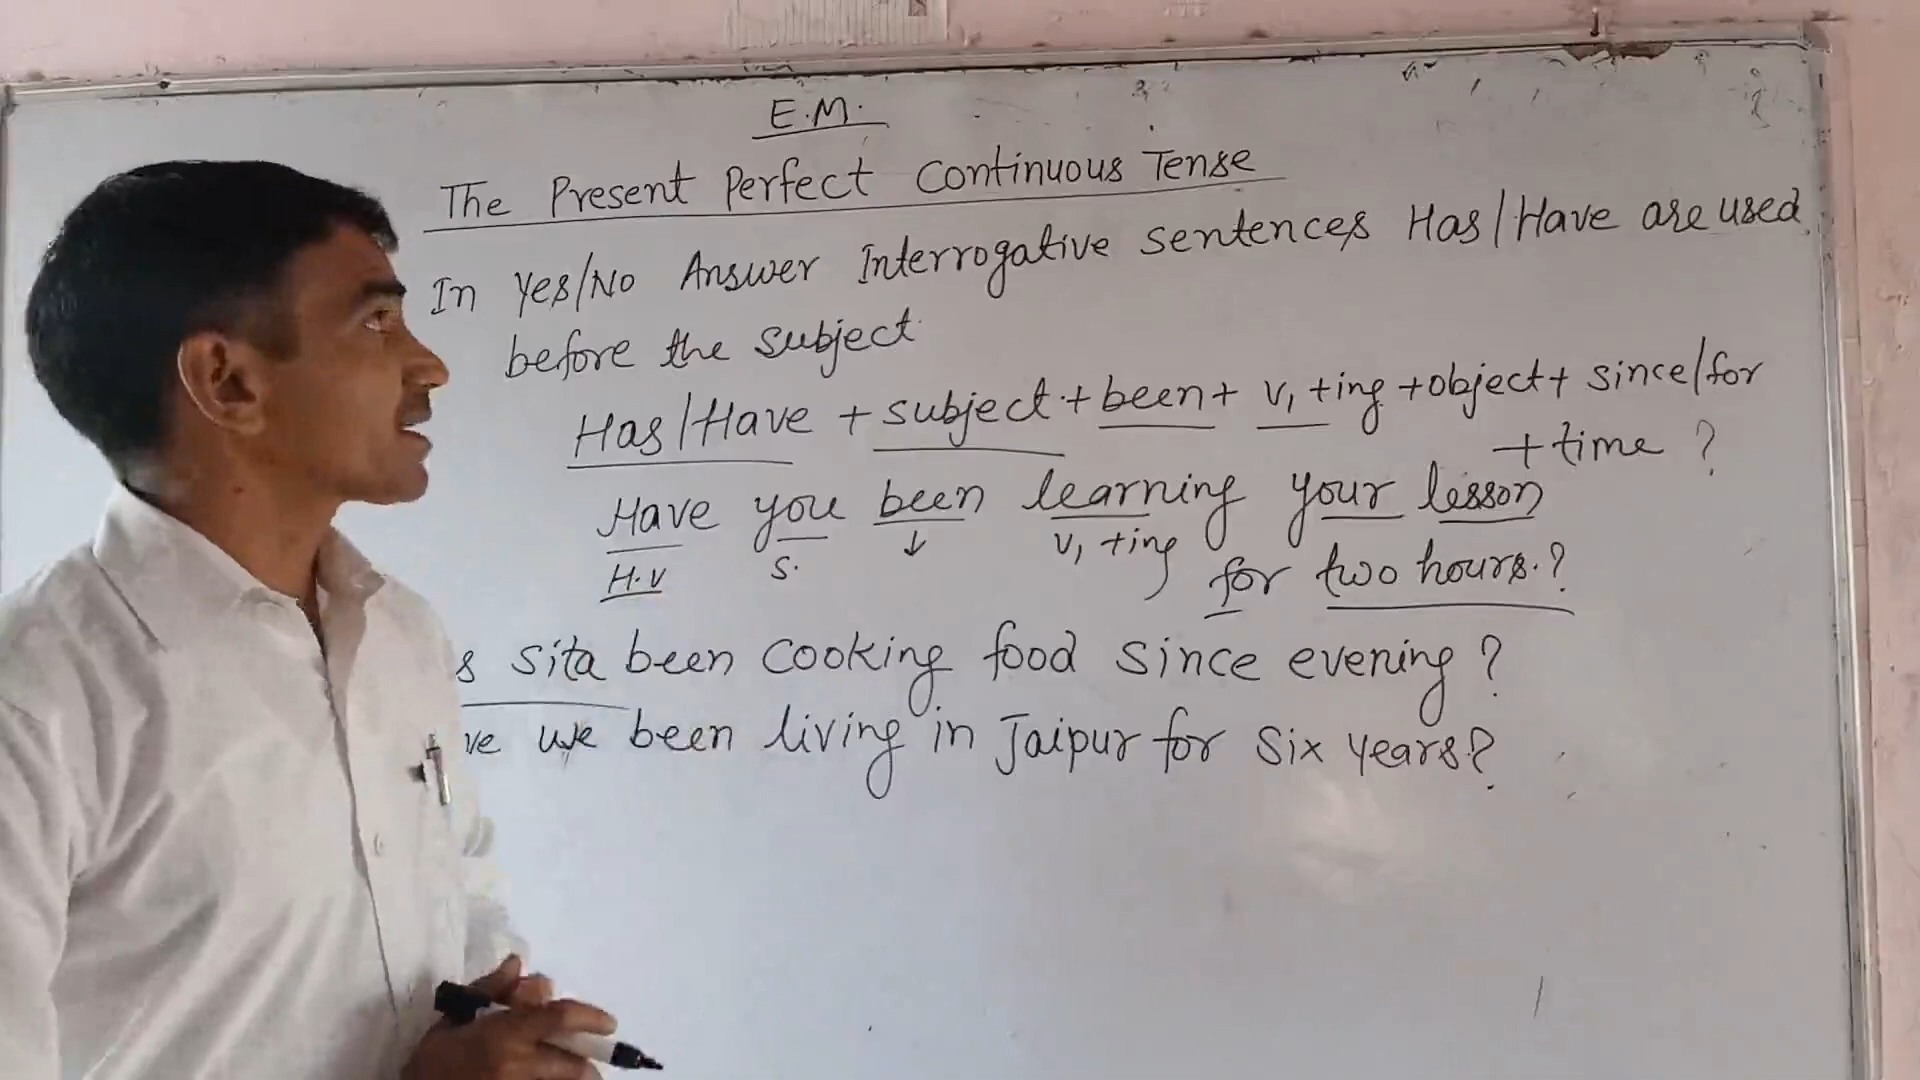 E.M.
The Present Perfect Continuous Tense
In Yes/No Answer Interrogative sentences Has/Have are used
before the subject
Has/Have + subject + been + V1 +ing +object + since/for
+ time ?
Have you been learning your lesson
H.V S. ↓ V1 +ing
for two hours.?
s Sita been cooking food since evening?
ve we been living in Jaipur for six years?